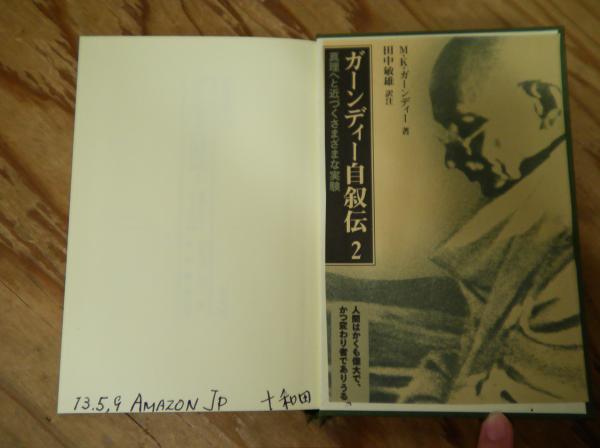 M・K・ガーンディー 著
田中敏雄 訳注
ガーンディー自叙伝 2
真理へと近づくさまざまな実験
人間はかくも偉大で、
かつ変わり者でありうる。
13.5,9 AMAZON JP 十和田